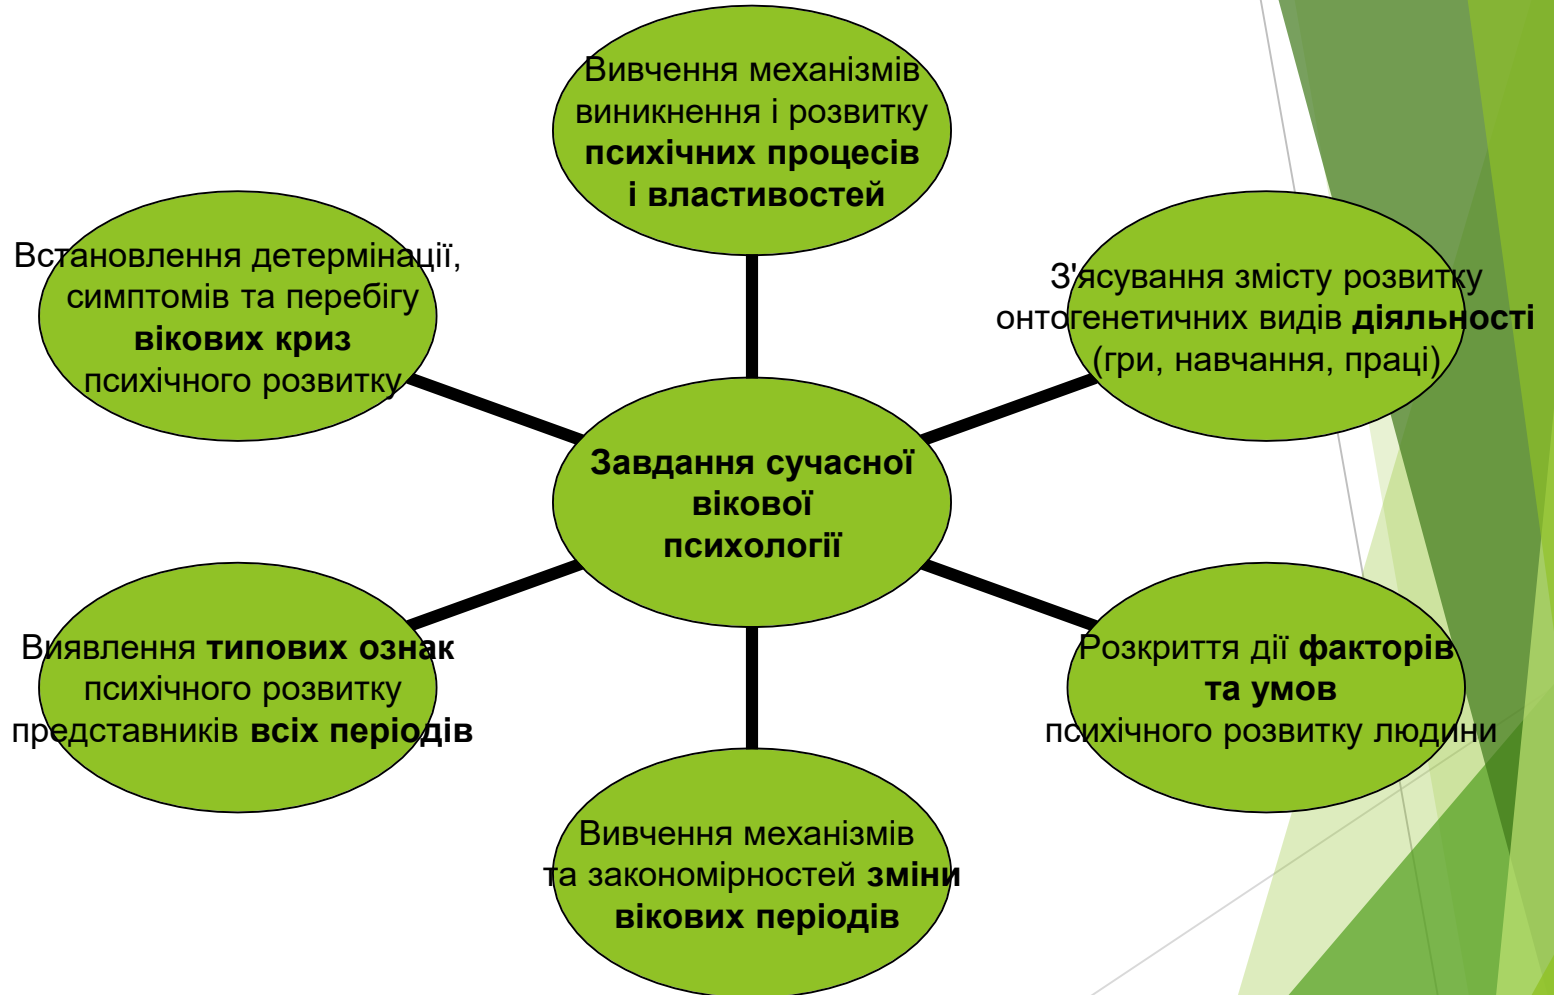 Вивчення механізмів
виникнення і розвитку
психічних процесів
і властивостей
Встановлення детермінації,
симптомів та перебігу
вікових криз
психічного розвитку
З'ясування змісту розвитку
онтогенетичних видів діяльності
(гри, навчання, праці)
Завдання сучасної
вікової
психології
Виявлення типових ознак
психічного розвитку
представників всіх періодів
Розкриття дії факторів
та умов
психічного розвитку людини
Вивчення механізмів
та закономірностей зміни
вікових періодів